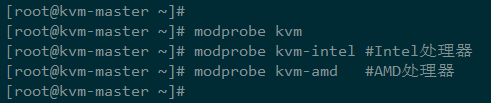 [root@kvm-master ~]#
[root@kvm-master ~]# modprobe kvm
[root@kvm-master ~]# modprobe kvm-intel #Intel处理器
[root@kvm-master ~]# modprobe kvm-amd   #AMD处理器
[root@kvm-master ~]#